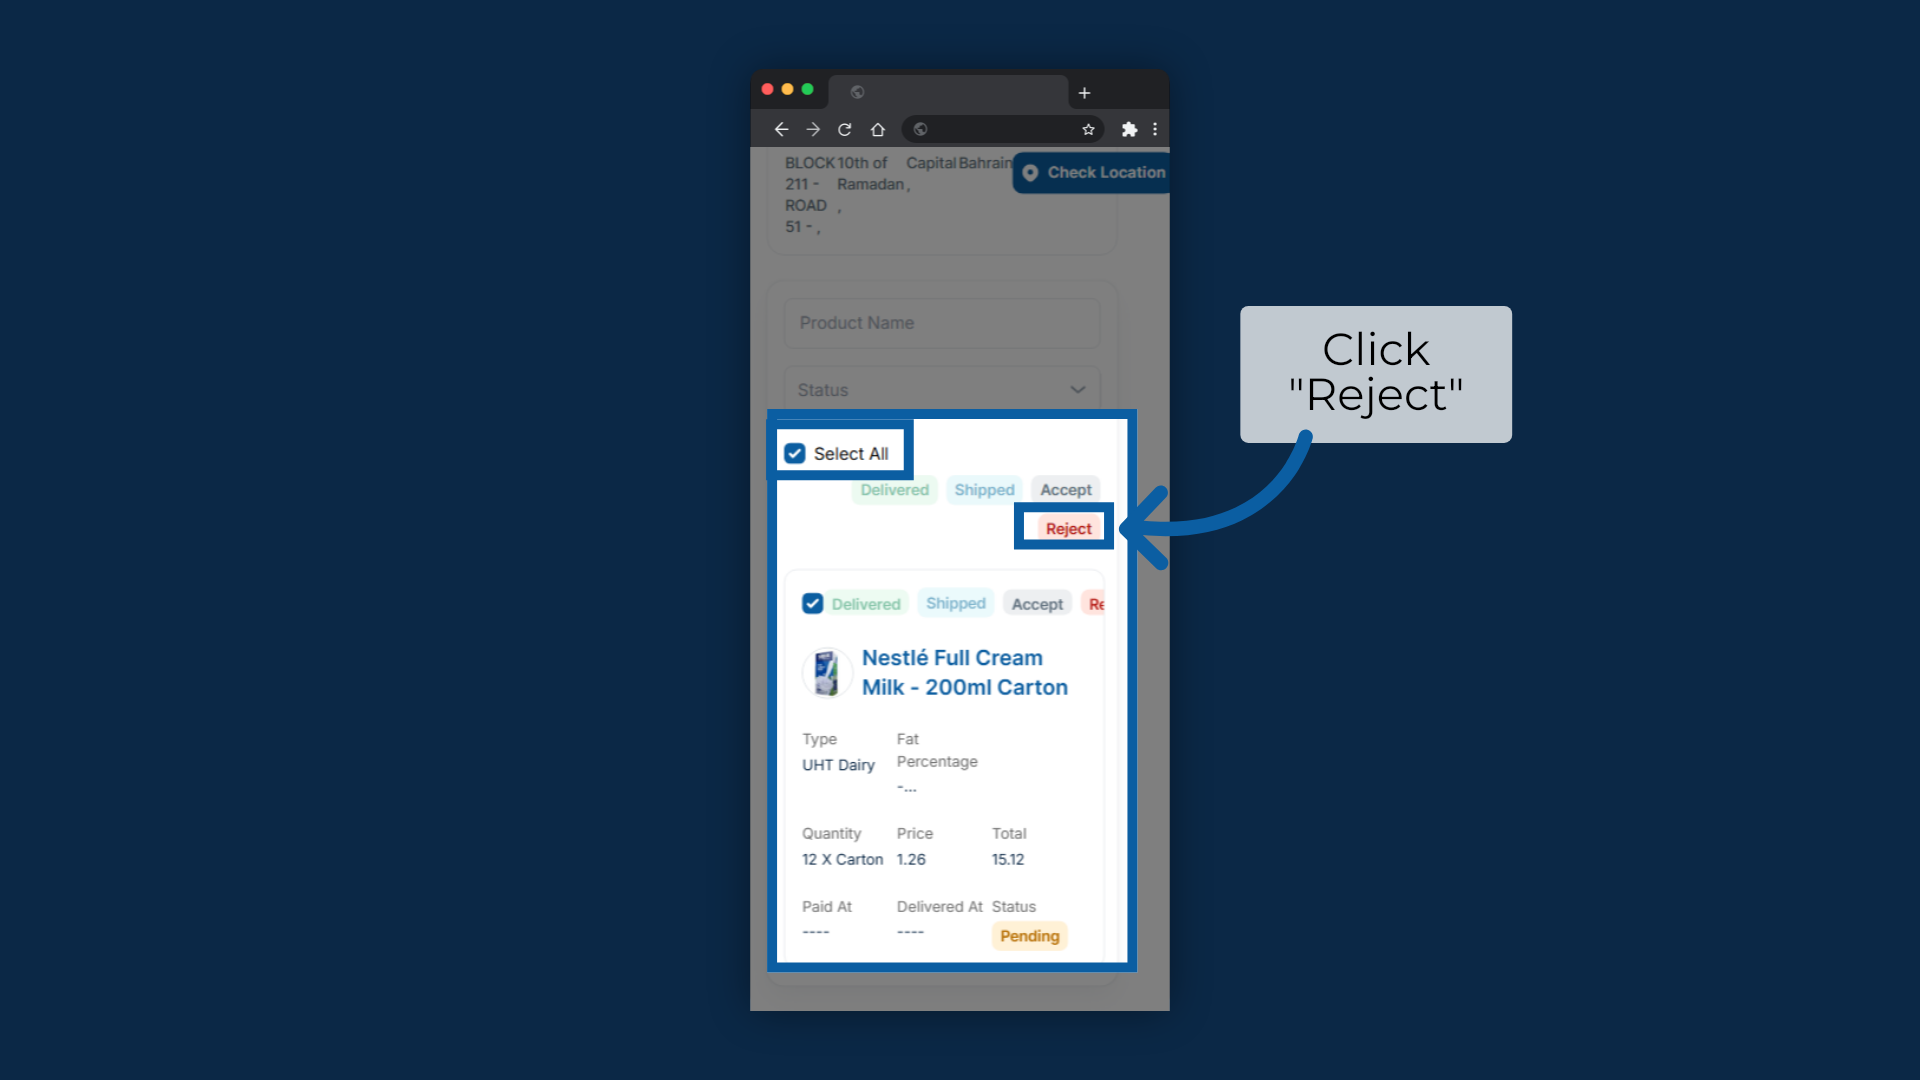 BLOCK 10th of Capital Bahrain
211 - Ramadan ,
ROAD ,
51 - ,
Check Location
Product Name
Status
Select All
Delivered Shipped Accept
Reject
Delivered Shipped Accept Re
Nestlé Full Cream
Milk - 200ml Carton
Type Fat
UHT Dairy Percentage
-...
Quantity Price Total
12 X Carton 1.26 15.12
Paid At Delivered At Status
---- ---- Pending
Click
"Reject"